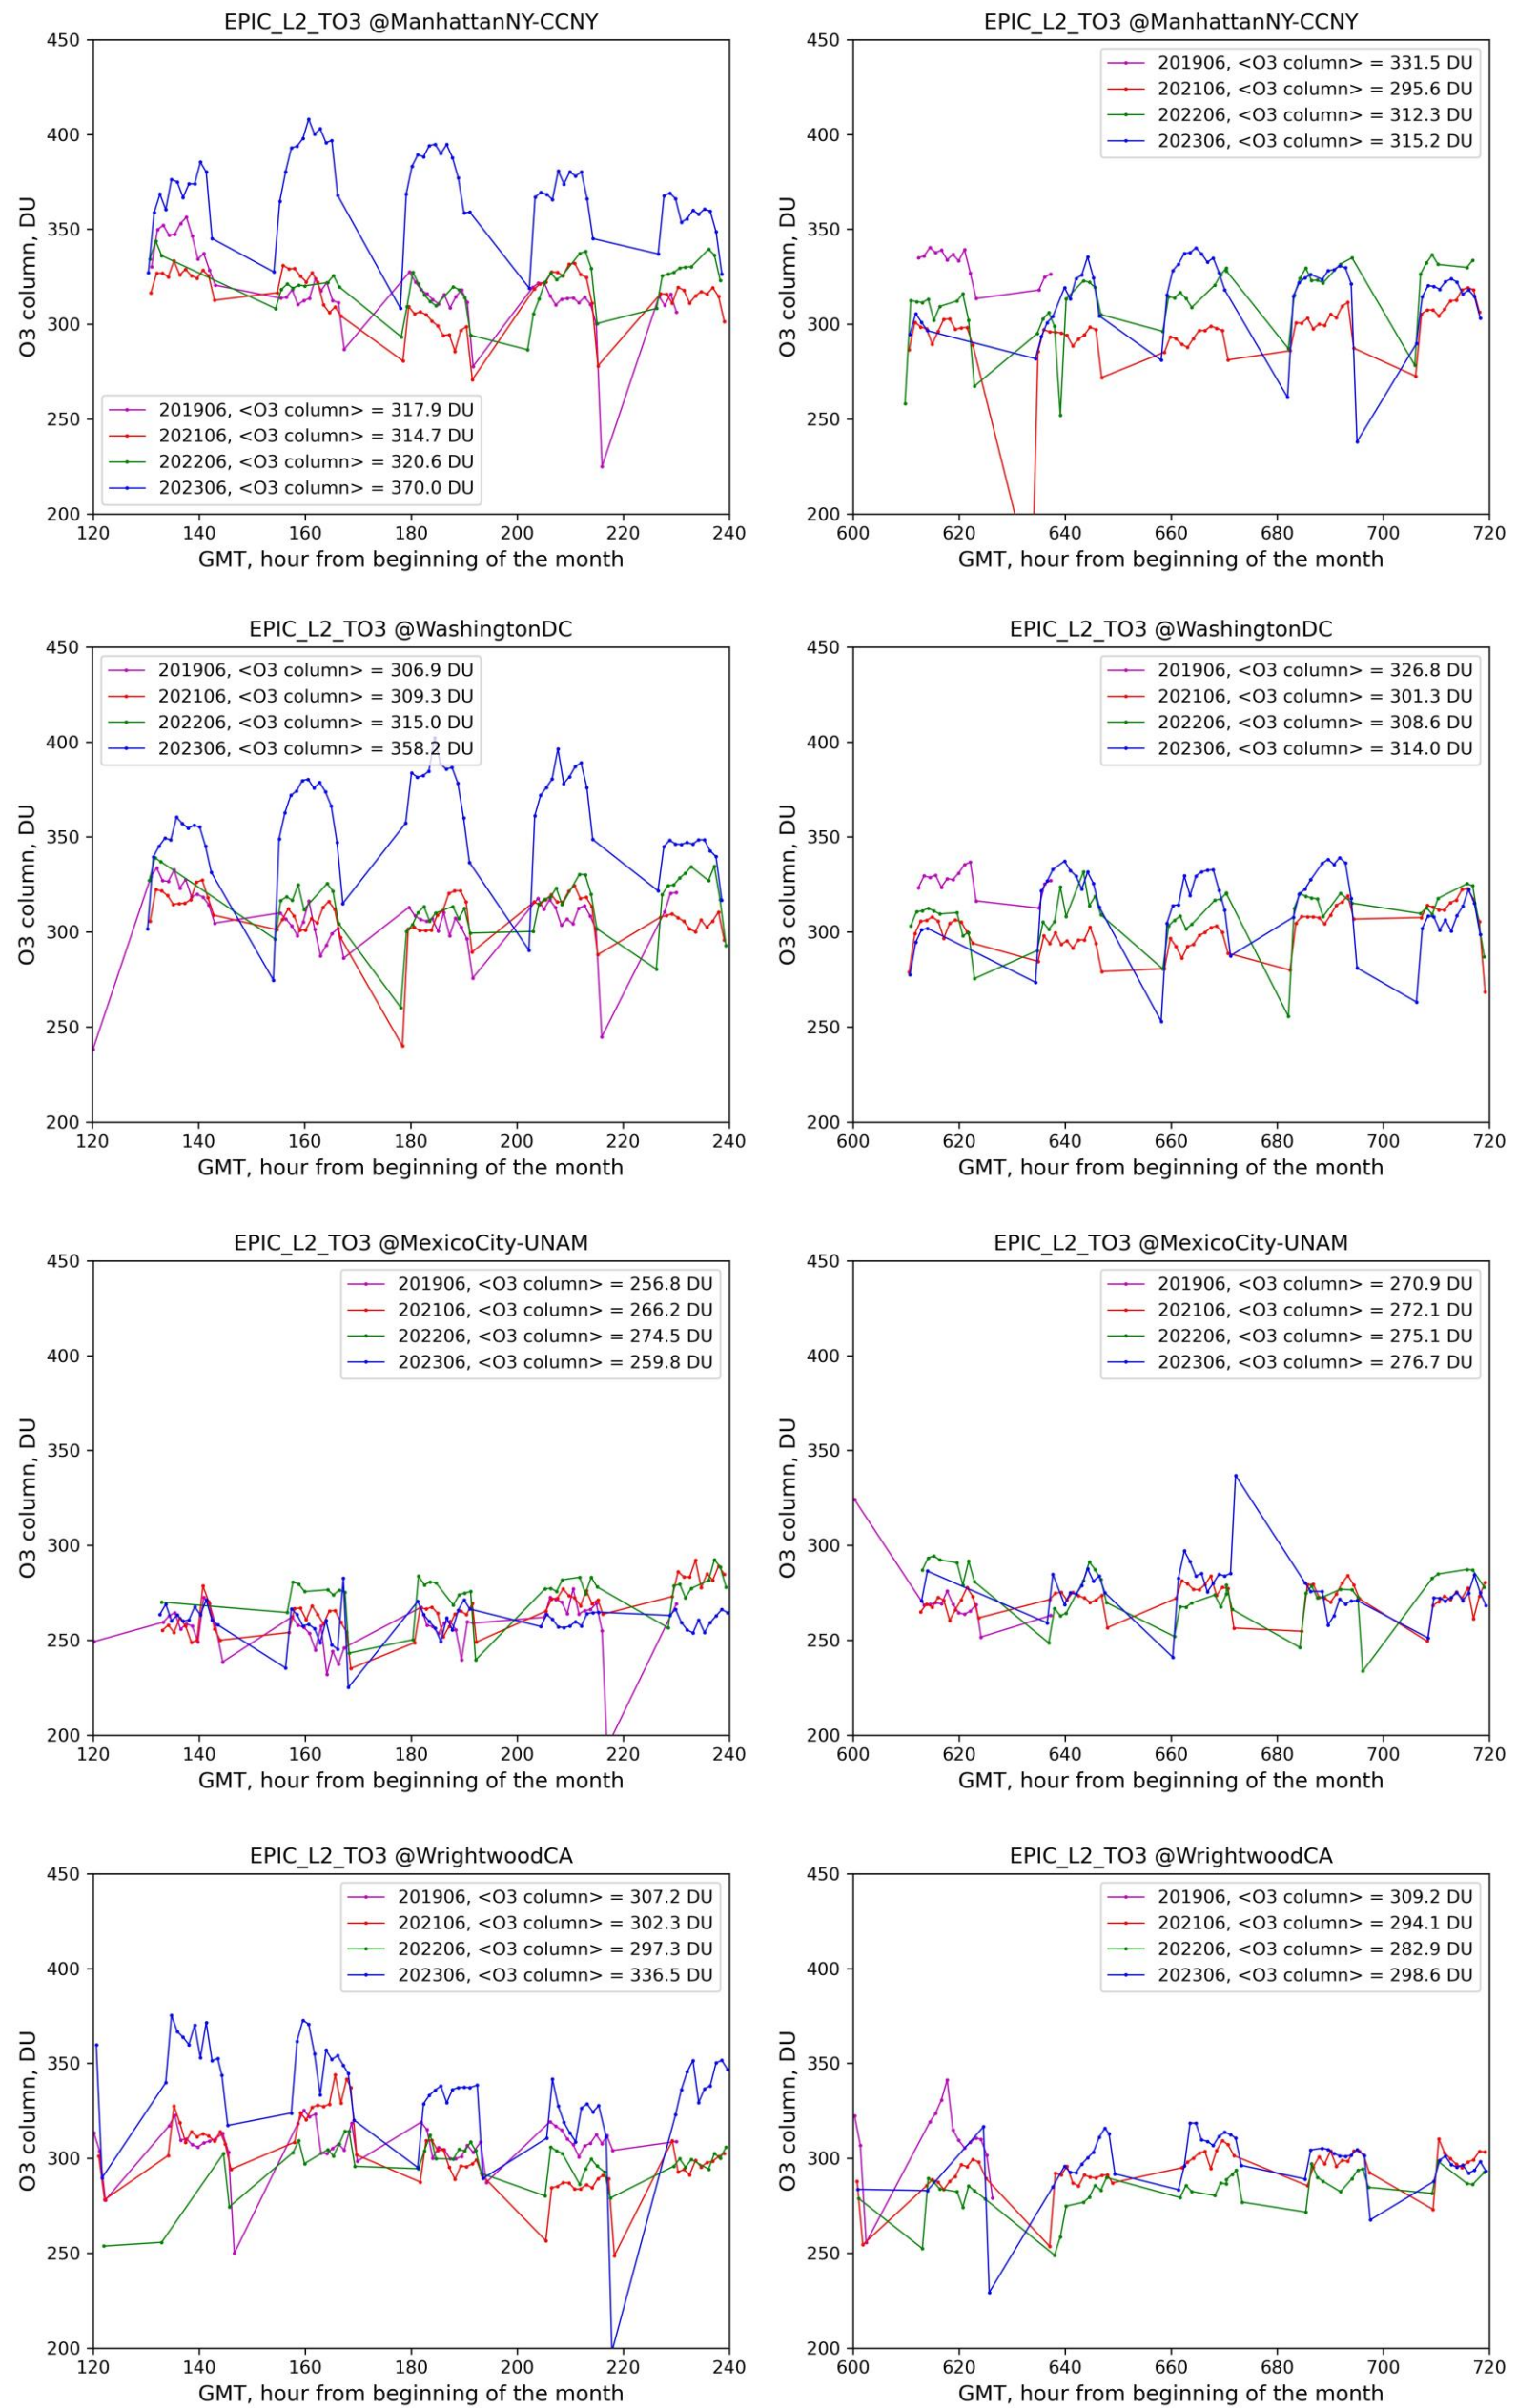 EPIC_L2_TO3 @ManhattanNY-CCNY
450
400
350
300
250
200
O3 column, DU
201906, <O3 column> = 317.9 DU
202106, <O3 column> = 314.7 DU
202206, <O3 column> = 320.6 DU
202306, <O3 column> = 370.0 DU
120 140 160 180 200 220 240
GMT, hour from beginning of the month
EPIC_L2_TO3 @ManhattanNY-CCNY
450
400
350
300
250
200
O3 column, DU
201906, <O3 column> = 331.5 DU
202106, <O3 column> = 295.6 DU
202206, <O3 column> = 312.3 DU
202306, <O3 column> = 315.2 DU
600 620 640 660 680 700 720
GMT, hour from beginning of the month
EPIC_L2_TO3 @WashingtonDC
450
400
350
300
250
200
O3 column, DU
201906, <O3 column> = 306.9 DU
202106, <O3 column> = 309.3 DU
202206, <O3 column> = 315.0 DU
202306, <O3 column> = 358.2 DU
120 140 160 180 200 220 240
GMT, hour from beginning of the month
EPIC_L2_TO3 @WashingtonDC
450
400
350
300
250
200
O3 column, DU
201906, <O3 column> = 326.8 DU
202106, <O3 column> = 301.3 DU
202206, <O3 column> = 308.6 DU
202306, <O3 column> = 314.0 DU
600 620 640 660 680 700 720
GMT, hour from beginning of the month
EPIC_L2_TO3 @MexicoCity-UNAM
450
400
350
300
250
200
O3 column, DU
201906, <O3 column> = 256.8 DU
202106, <O3 column> = 266.2 DU
202206, <O3 column> = 274.5 DU
202306, <O3 column> = 259.8 DU
120 140 160 180 200 220 240
GMT, hour from beginning of the month
EPIC_L2_TO3 @MexicoCity-UNAM
450
400
350
300
250
200
O3 column, DU
201906, <O3 column> = 270.9 DU
202106, <O3 column> = 272.1 DU
202206, <O3 column> = 275.1 DU
202306, <O3 column> = 276.7 DU
600 620 640 660 680 700 720
GMT, hour from beginning of the month
EPIC_L2_TO3 @WrightwoodCA
450
400
350
300
250
200
O3 column, DU
201906, <O3 column> = 307.2 DU
202106, <O3 column> = 302.3 DU
202206, <O3 column> = 297.3 DU
202306, <O3 column> = 336.5 DU
120 140 160 180 200 220 240
GMT, hour from beginning of the month
EPIC_L2_TO3 @WrightwoodCA
450
400
350
300
250
200
O3 column, DU
201906, <O3 column> = 309.2 DU
202106, <O3 column> = 294.1 DU
202206, <O3 column> = 282.9 DU
202306, <O3 column> = 298.6 DU
600 620 640 660 680 700 720
GMT, hour from beginning of the month